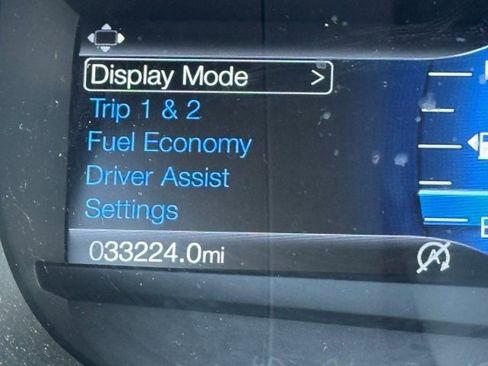 Display Mode >
Trip 1 & 2
Fuel Economy
Driver Assist
Settings
033224.0mi
A